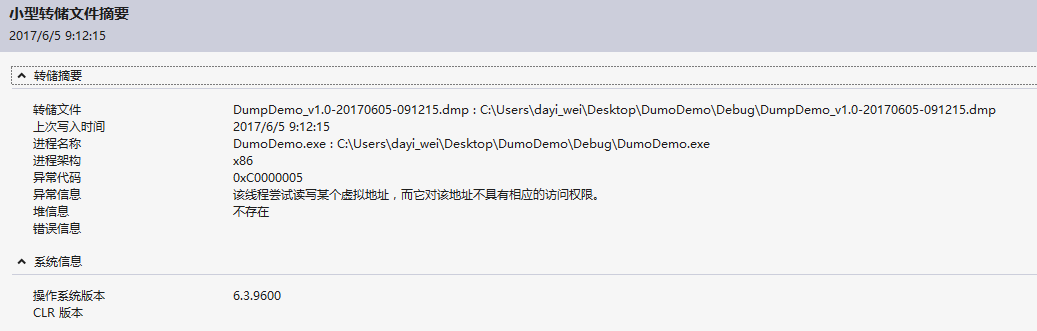 小型转储文件摘要
2017/6/5 9:12:15
转储摘要
转储文件 DumpDemo_v1.0-20170605-091215.dmp : C:\Users\dayi_wei\Desktop\DumoDemo\Debug\DumpDemo_v1.0-20170605-091215.dmp
上次写入时间 2017/6/5 9:12:15
进程名称 DumoDemo.exe : C:\Users\dayi_wei\Desktop\DumoDemo\Debug\DumoDemo.exe
进程架构 x86
异常代码 0xC0000005
异常信息 该线程尝试读写某个虚拟地址，而它对该地址不具有相应的访问权限。
堆信息 不存在
错误信息
系统信息
操作系统版本 6.3.9600
CLR 版本